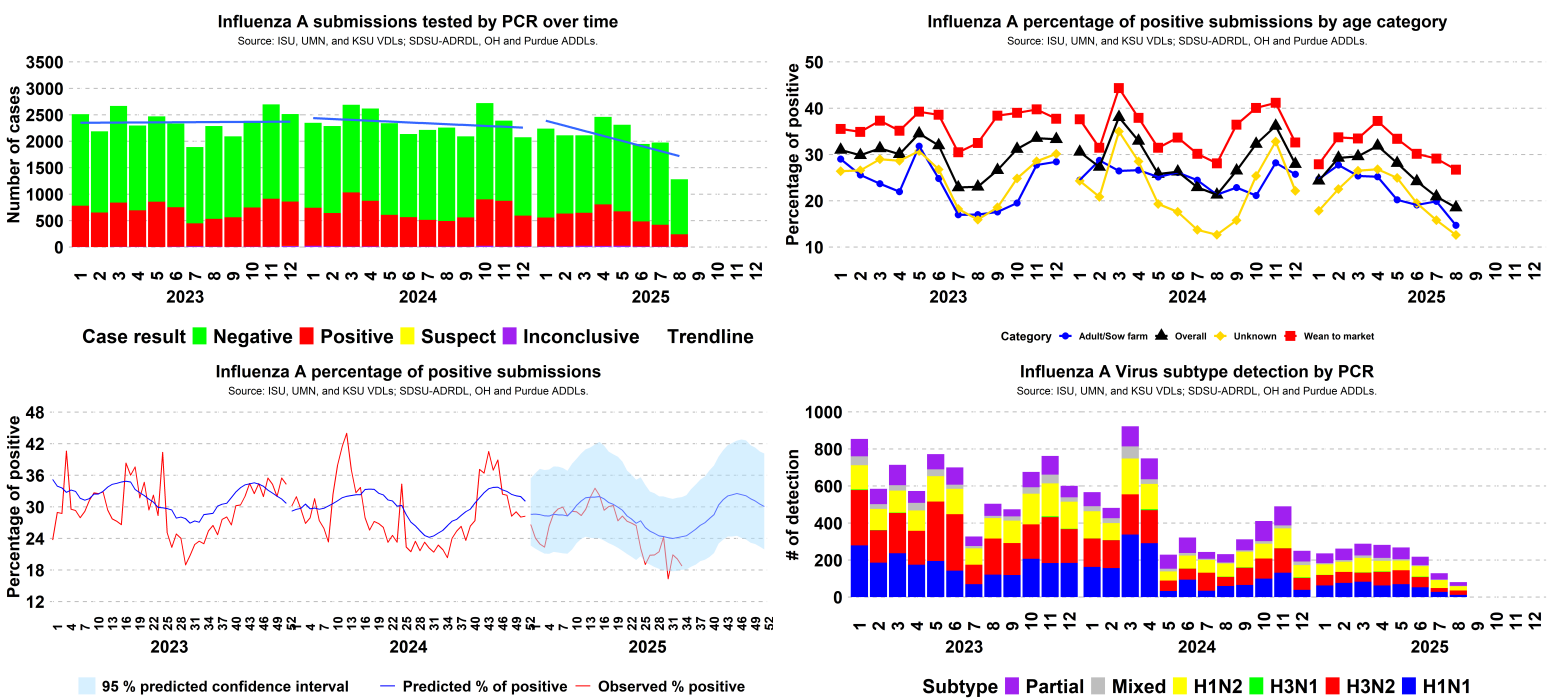 Influenza A submissions tested by PCR over time
Source: ISU, UMN, and KSU VDLs; SDSU-ADRDL, OH and Purdue ADDLs.
Number of cases
3500
3000
2500
2000
1500
1000
500
0
1 2 3 4 5 6 7 8 9 10 11 12 1 2 3 4 5 6 7 8 9 10 11 12 1 2 3 4 5 6 7 8 9 10 11 12
2023 2024 2025
Case result Negative Positive Suspect Inconclusive Trendline
Influenza A percentage of positive submissions by age category
Source: ISU, UMN, and KSU VDLs; SDSU-ADRDL, OH and Purdue ADDLs.
Percentage of positive
50
40
30
20
10
1 2 3 4 5 6 7 8 9 10 11 12 1 2 3 4 5 6 7 8 9 10 11 12 1 2 3 4 5 6 7 8 9 10 11 12
2023 2024 2025
Category Adult/Sow farm Overall Unknown Wean to market
Influenza A percentage of positive submissions
Source: ISU, UMN, and KSU VDLs; SDSU-ADRDL, OH and Purdue ADDLs.
Percentage of positive
48
42
36
30
24
18
12
1 4 7 10 13 16 19 22 25 28 31 34 37 40 43 46 49 52 1 4 7 10 13 16 19 22 25 28 31 34 37 40 43 46 49 52 1 4 7 10 13 16 19 22 25 28 31 34 37 40 43 46 49 52
2023 2024 2025
95 % predicted confidence interval Predicted % of positive Observed % positive
Influenza A Virus subtype detection by PCR
Source: ISU, UMN, and KSU VDLs; SDSU-ADRDL, OH and Purdue ADDLs.
# of detection
1000
800
600
400
200
0
1 2 3 4 5 6 7 8 9 10 11 12 1 2 3 4 5 6 7 8 9 10 11 12 1 2 3 4 5 6 7 8 9 10 11 12
2023 2024 2025
Subtype Partial Mixed H1N2 H3N1 H3N2 H1N1